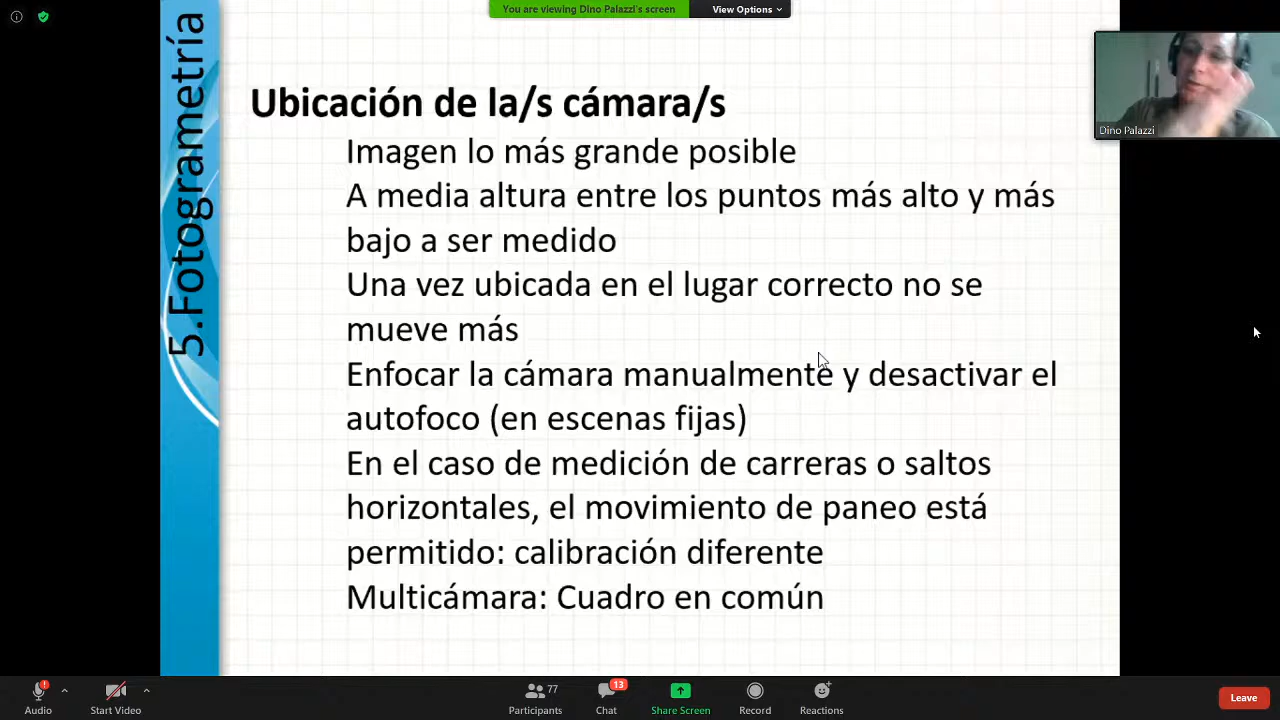 You are viewing Dino Palazzi's screen
View Options
5.Fotogrametría
Ubicación de la/s cámara/s
Imagen lo más grande posible
A media altura entre los puntos más alto y más
bajo a ser medido
Una vez ubicada en el lugar correcto no se
mueve más
Enfocar la cámara manualmente y desactivar el
autofoco (en escenas fijas)
En el caso de medición de carreras o saltos
horizontales, el movimiento de paneo está
permitido: calibración diferente
Multicámara: Cuadro en común
Dino Palazzi
Audio
Start Video
77
Participants
13
Chat
Share Screen
Record
Reactions
Leave